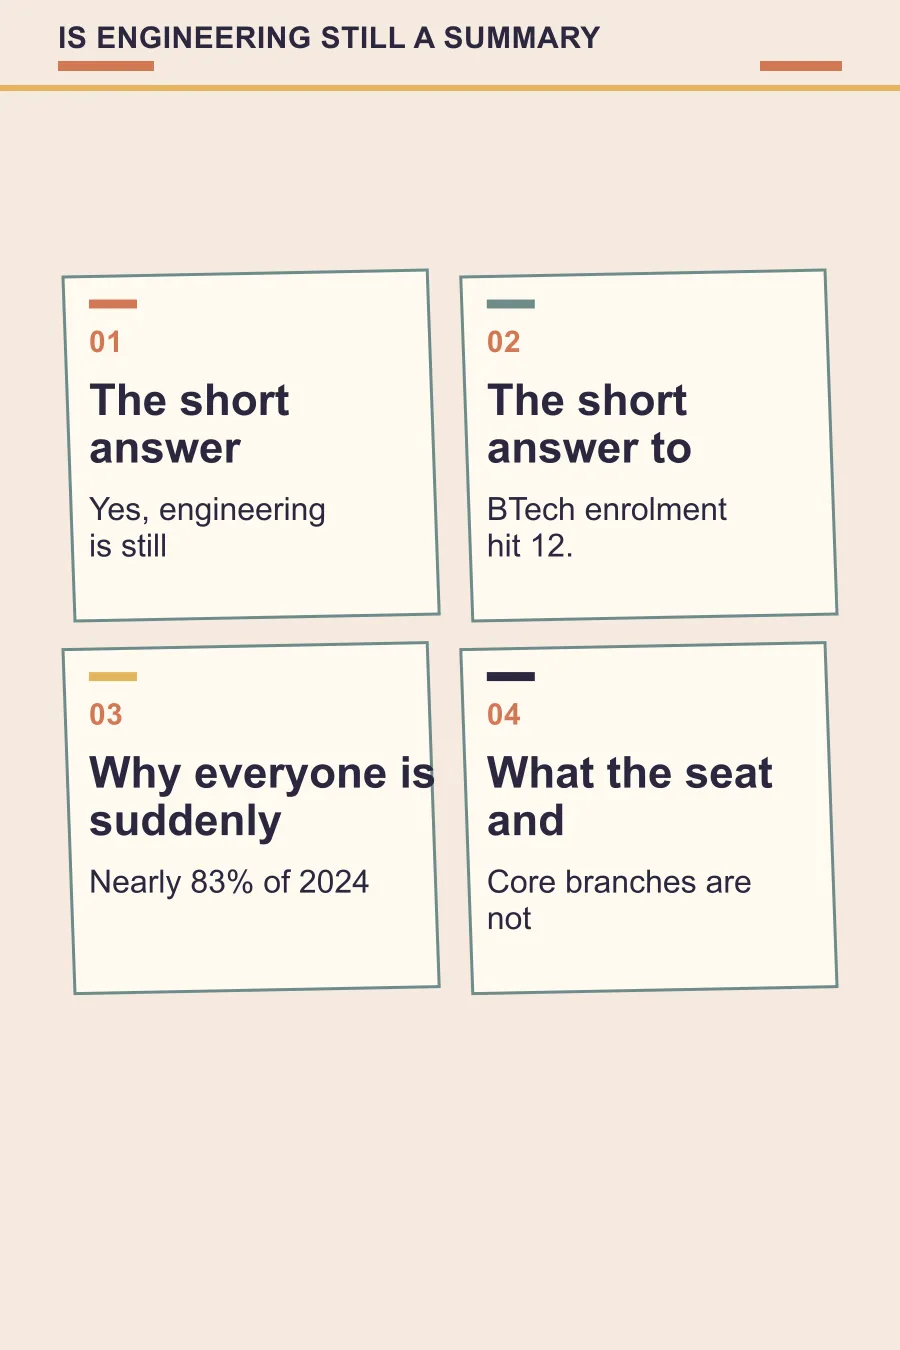 IS ENGINEERING STILL A SUMMARY
01
The short
answer
Yes, engineering
is still
02
The short
answer to
BTech enrolment
hit 12.
03
Why everyone is
suddenly
Nearly 83% of 2024
04
What the seat
and
Core branches are
not